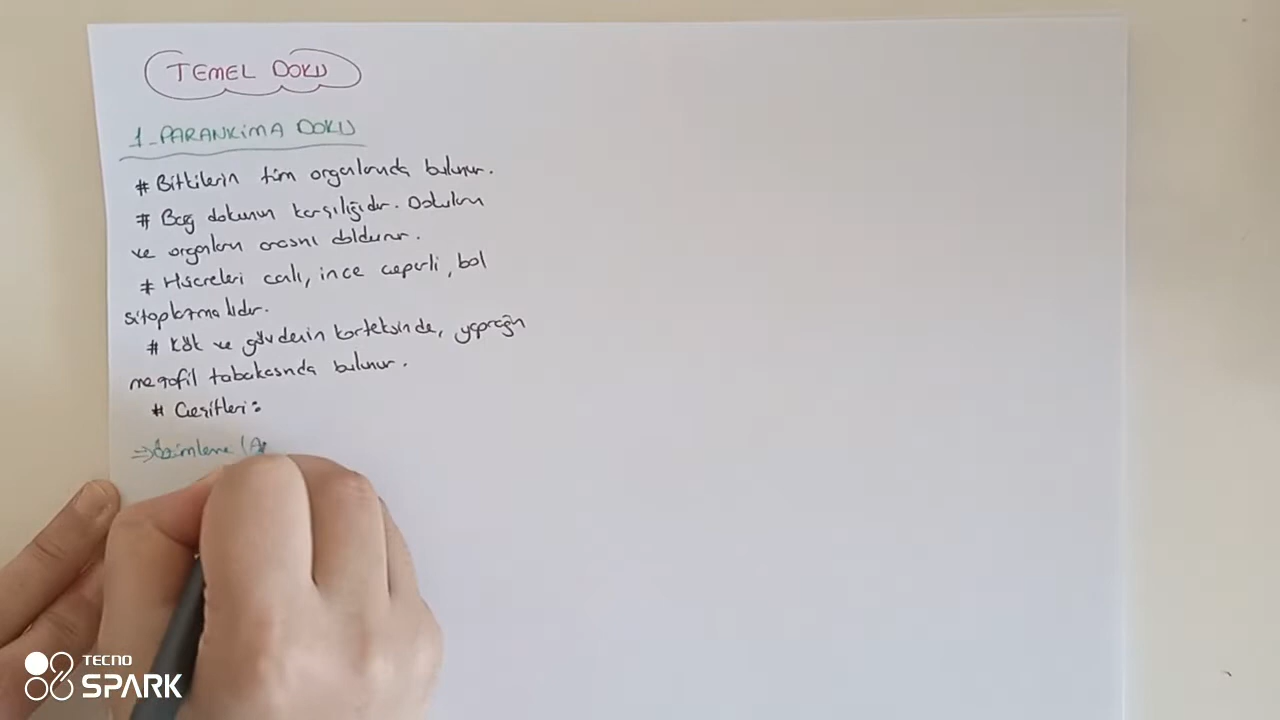 TEMEL DOKU
1-PARANKİMA DOKU
# Bitkilerin tüm organlarında bulunur.
# Bağ dokunun karşılığıdır. Dokuların
ve organların arasını doldurur.
# Hücreleri canlı, ince çeperli, bol
sitoplazmalıdır.
# Kök ve gövdenin korteksinde, yaprağın
mezofil tabakasında bulunur.
# Çeşitleri:
⇒ Özümleme (A
TECNO
SPARK